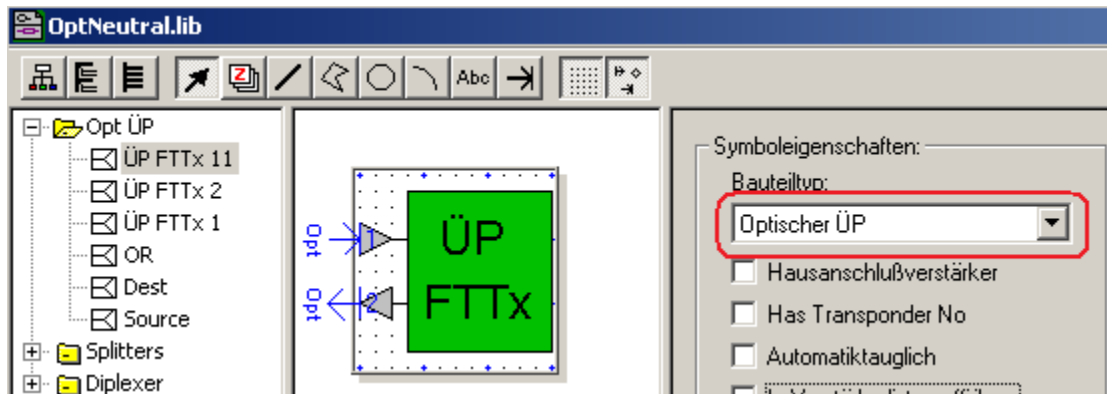 OptNeutral.lib
Z
Abc
Opt ÜP
ÜP FTTx 11
ÜP FTTx 2
ÜP FTTx 1
OR
Dest
Source
Splitters
Diplexer
Opt
1
Opt
2
ÜP
FTTx
Symboleigenschaften:
Bauteiltyp:
Optischer ÜP
Hausanschlußverstärker
Has Transponder No
Automatiktauglich